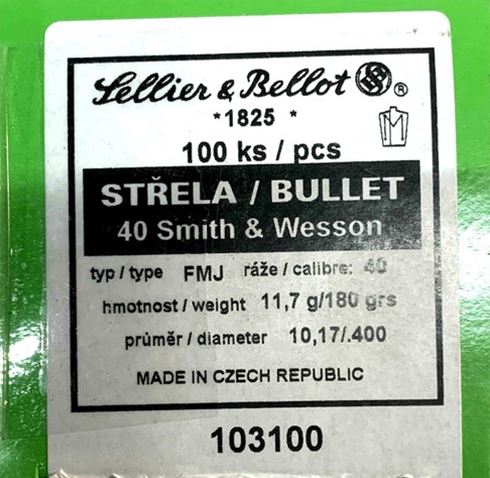 Sellier & Bellot ®
*1825 *
100 ks / pcs
STŘELA / BULLET
40 Smith & Wesson
typ / type FMJ ráže / calibre: 40
hmotnost / weight 11,7 g/180 grs
průměr / diameter 10,17/.400
MADE IN CZECH REPUBLIC
103100